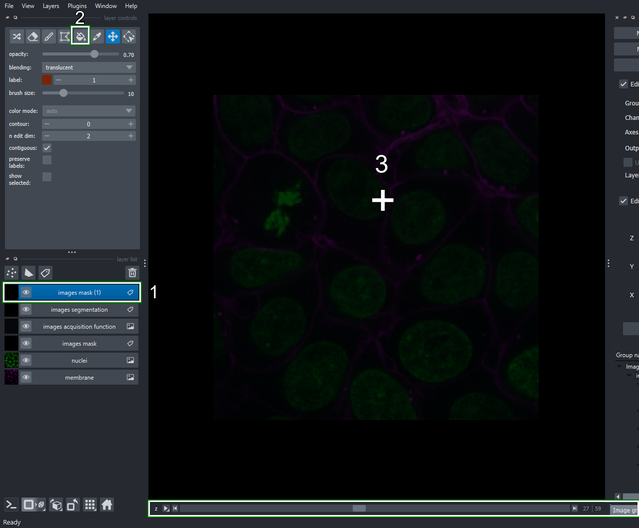 File View Layers Plugins Window Help
2
layer controls
opacity: 0.70
blending: translucent
label: 1
brush size: 10
color mode: auto
contour: 0
n edit dim: 2
contiguous:
preserve
labels:
show
selected:
3
layer list
images mask (1)
1
images segmentation
images acquisition function
images mask
nuclei
membrane
z
27 59
Ready
Edi
Grou
Chan
Axes
Outp
Laye
Edi
Z
Y
X
Group na
Imag
Image gr